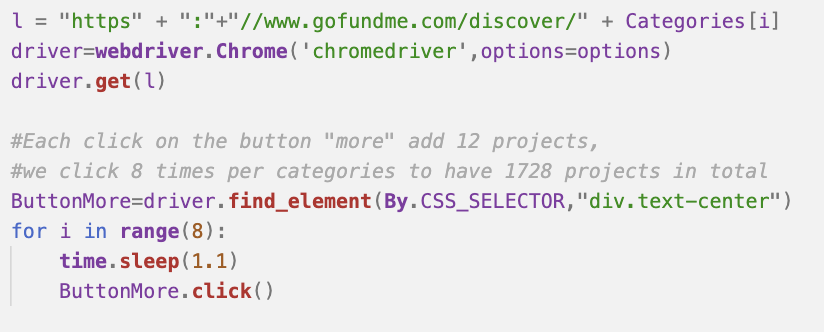 l = "https" + ":"+"//www.gofundme.com/discover/" + Categories[i]
driver=webdriver.Chrome('chromedriver',options=options)
driver.get(l)

#Each click on the button "more" add 12 projects,
#we click 8 times per categories to have 1728 projects in total
ButtonMore=driver.find_element(By.CSS_SELECTOR,"div.text-center")
for i in range(8):
    time.sleep(1.1)
    ButtonMore.click()